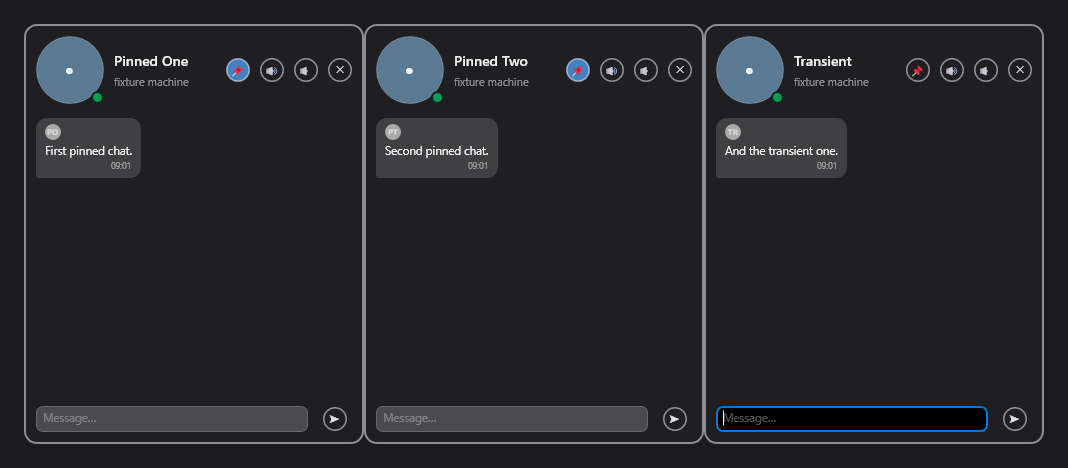 Pinned One
fixture machine
PO
First pinned chat.
09:01
Message...
Pinned Two
fixture machine
PT
Second pinned chat.
09:01
Message...
Transient
fixture machine
TR
And the transient one.
09:01
Message...